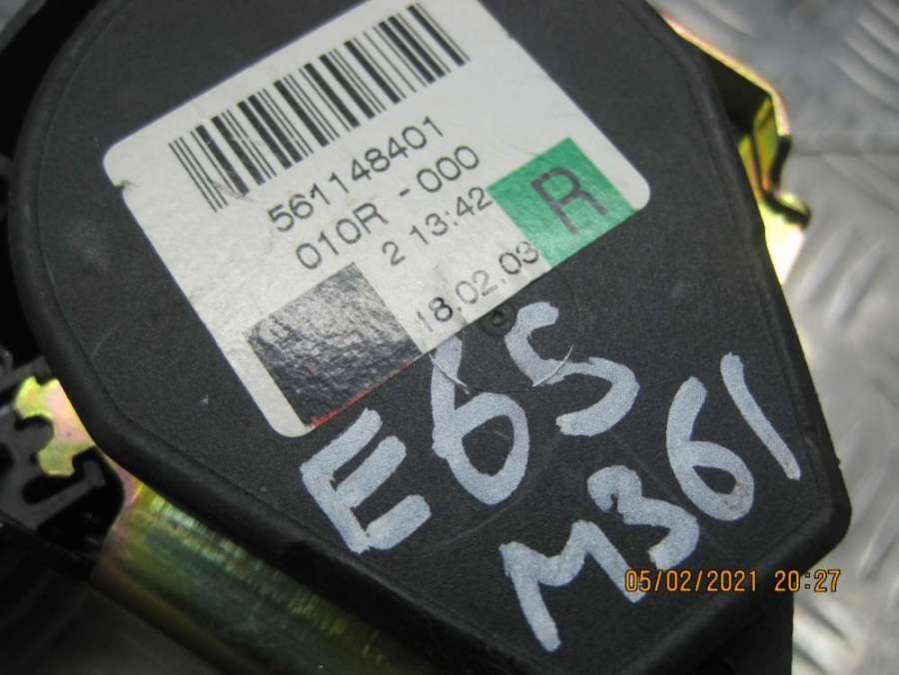 561148401
010R - 000
2 13:42
R
18.02.03
E65
M361
05/02/2021 20:27